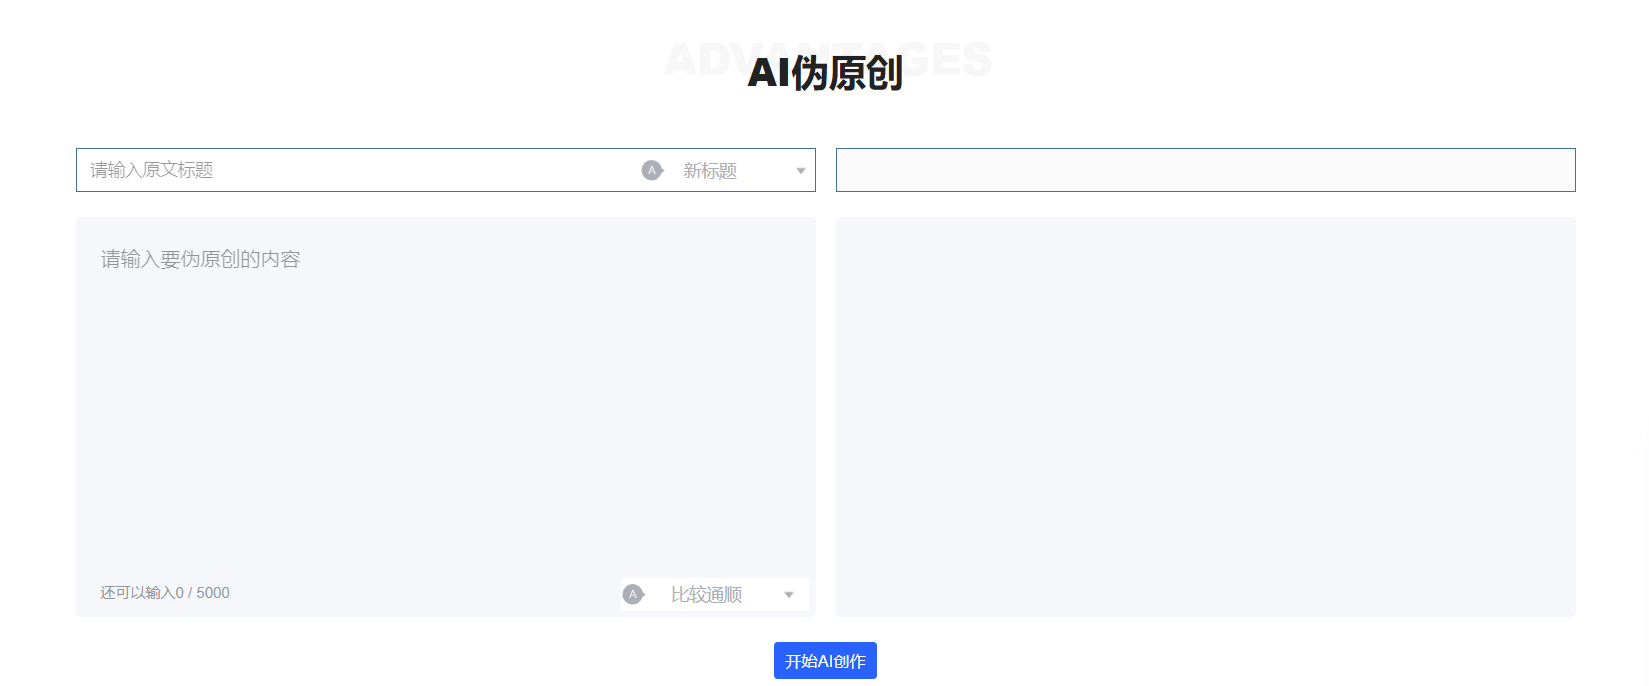 ADVANTAGES
AI伪原创
请输入原文标题
A 新标题
请输入要伪原创的内容
还可以输入0 / 5000
A 比较通顺
开始AI创作